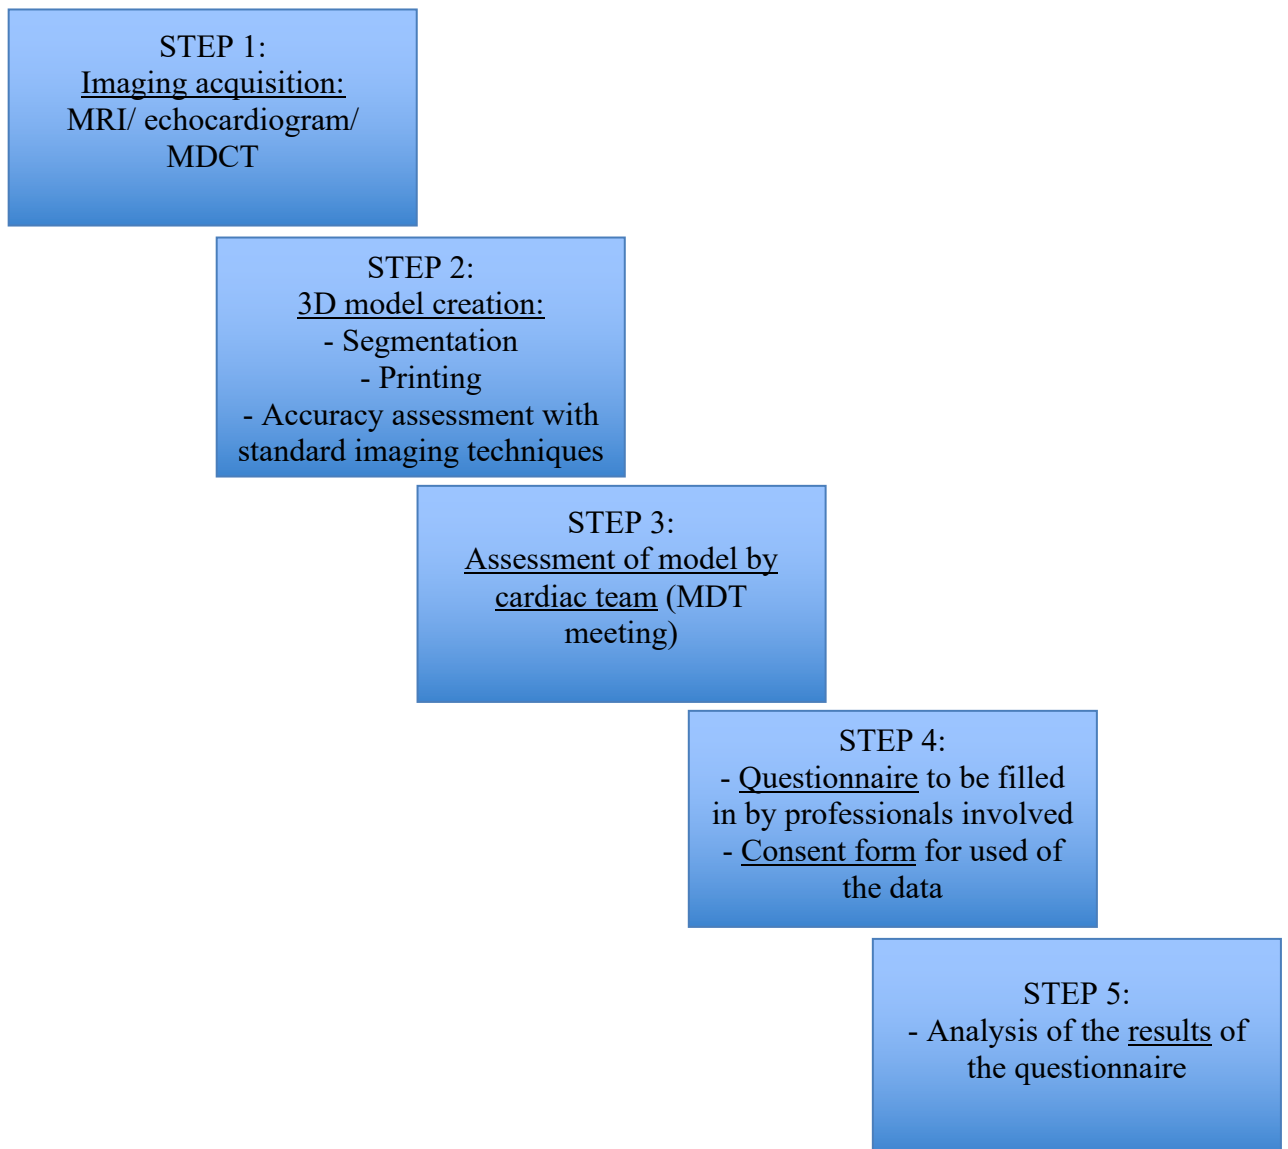 STEP 1:
Imaging acquisition:
MRI/ echocardiogram/
MDCT
STEP 2:
3D model creation:
- Segmentation
- Printing
- Accuracy assessment with
standard imaging techniques
STEP 3:
Assessment of model by
cardiac team (MDT
meeting)
STEP 4:
- Questionnaire to be filled
in by professionals involved
- Consent form for used of
the data
STEP 5:
- Analysis of the results of
the questionnaire